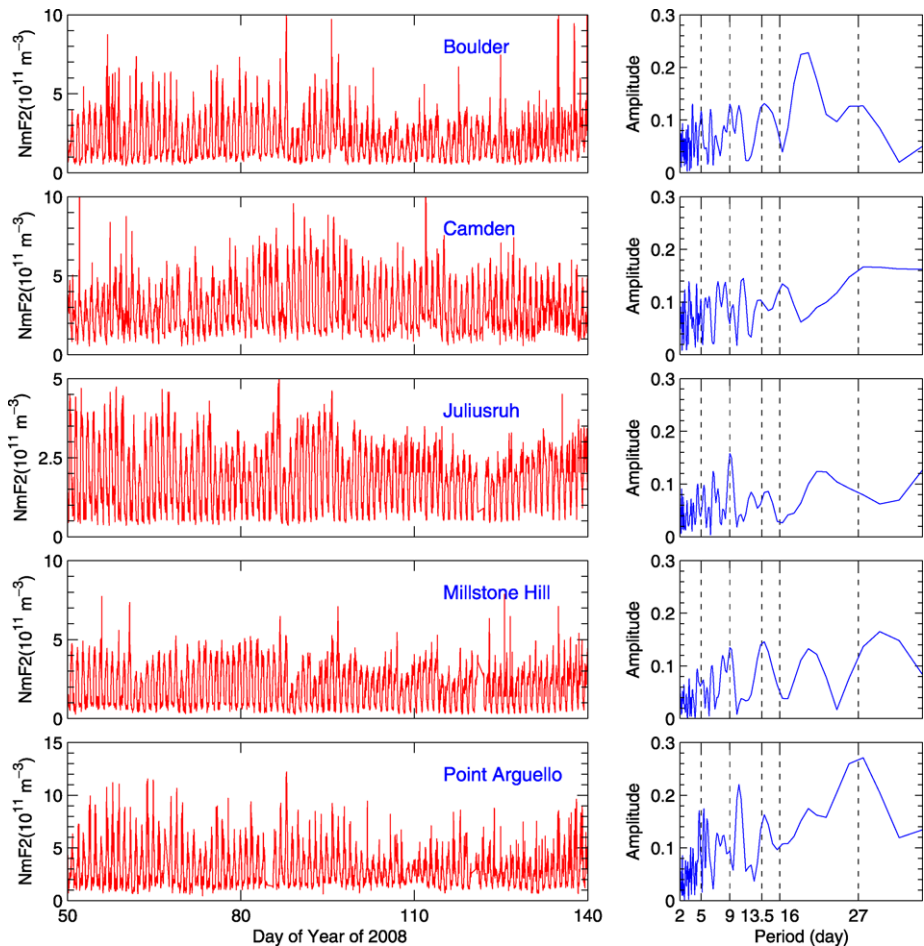 10
5
0
NmF2(10¹¹ m⁻³)
Boulder
0.3
0.2
0.1
0
Amplitude
10
5
0
NmF2(10¹¹ m⁻³)
Camden
0.3
0.2
0.1
0
Amplitude
5
2.5
0
NmF2(10¹¹ m⁻³)
Juliusruh
0.3
0.2
0.1
0
Amplitude
10
5
0
NmF2(10¹¹ m⁻³)
Millstone Hill
0.3
0.2
0.1
0
Amplitude
15
10
5
0
NmF2(10¹¹ m⁻³)
Point Arguello
50 80 110 140
Day of Year of 2008
0.3
0.2
0.1
0
Amplitude
2 5 9 13.5 16 27
Period (day)